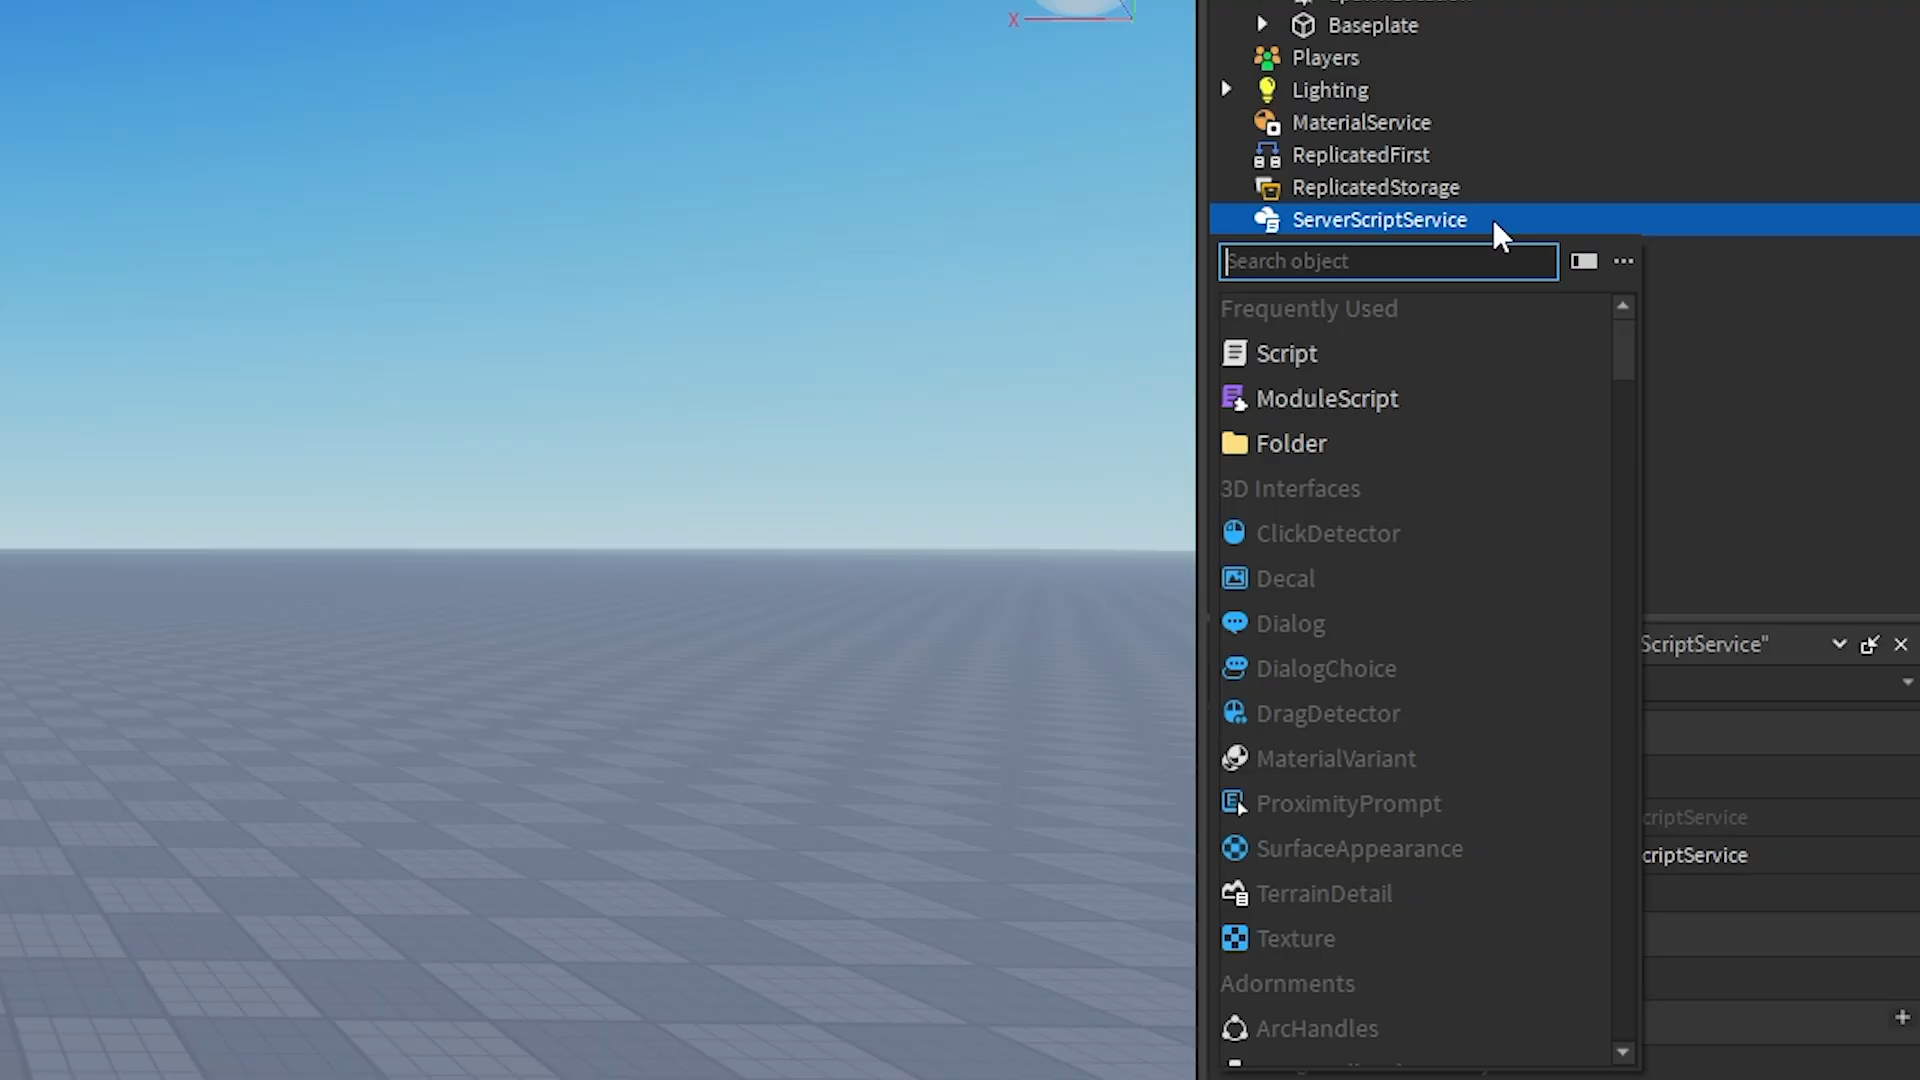 X
Baseplate
Players
Lighting
MaterialService
ReplicatedFirst
ReplicatedStorage
ServerScriptService
Search object
Frequently Used
Script
ModuleScript
Folder
3D Interfaces
ClickDetector
Decal
Dialog
DialogChoice
DragDetector
MaterialVariant
ProximityPrompt
SurfaceAppearance
TerrainDetail
Texture
Adornments
ArcHandles
ScriptService"
criptService
criptService